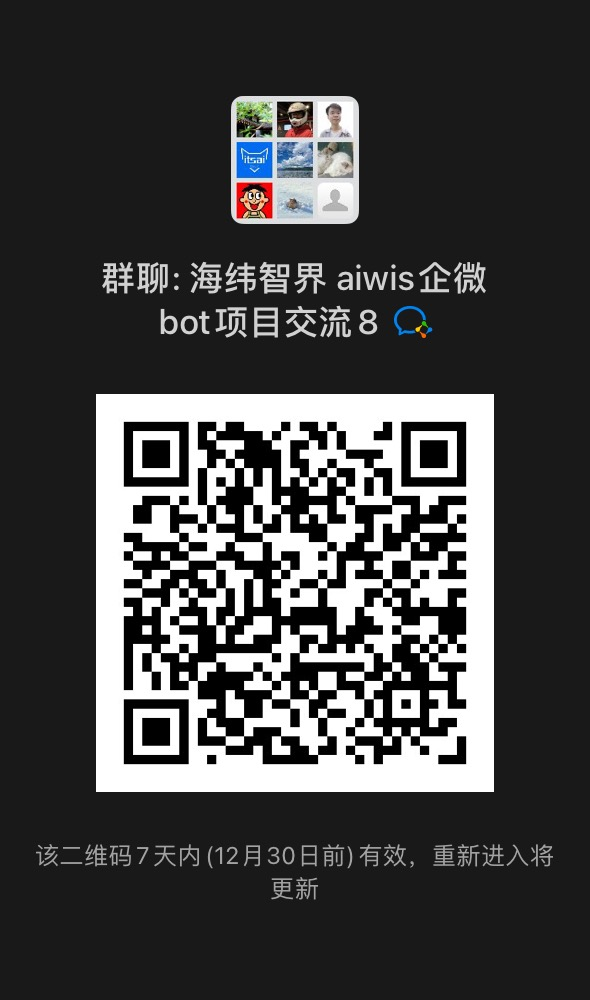 itsai
群聊: 海纬智界 aiwis企微
bot项目交流8
该二维码7天内(12月30日前)有效，重新进入将
更新